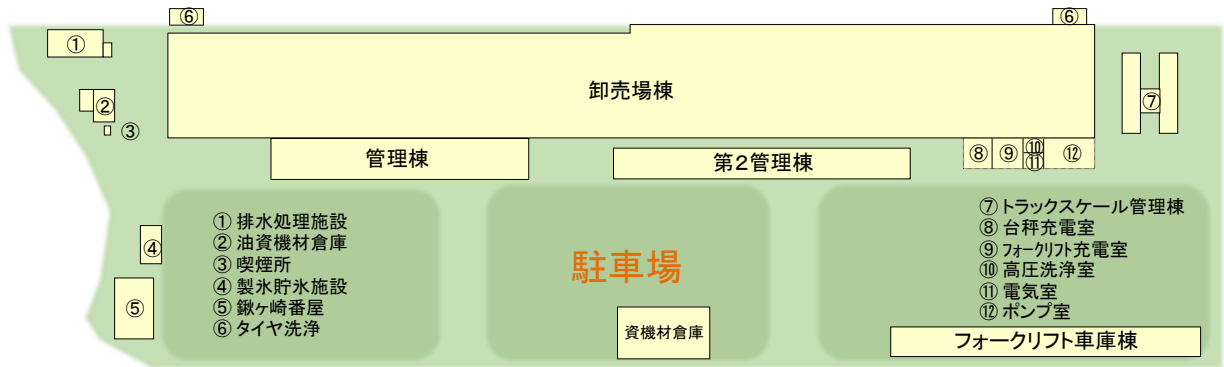 ⑥
⑥
①
卸売場棟
②
⑦
③
管理棟
第2管理棟
⑧
⑨
⑩
⑪
⑫
① 排水処理施設
② 油資機材倉庫
③ 喫煙所
④ 製氷貯氷施設
⑤ 鍬ヶ崎番屋
⑥ タイヤ洗浄
⑦ トラックスケール管理棟
⑧ 台秤充電室
⑨ フォークリフト充電室
⑩ 高圧洗浄室
⑪ 電気室
⑫ ポンプ室
④
駐車場
⑤
資機材倉庫
フォークリフト車庫棟